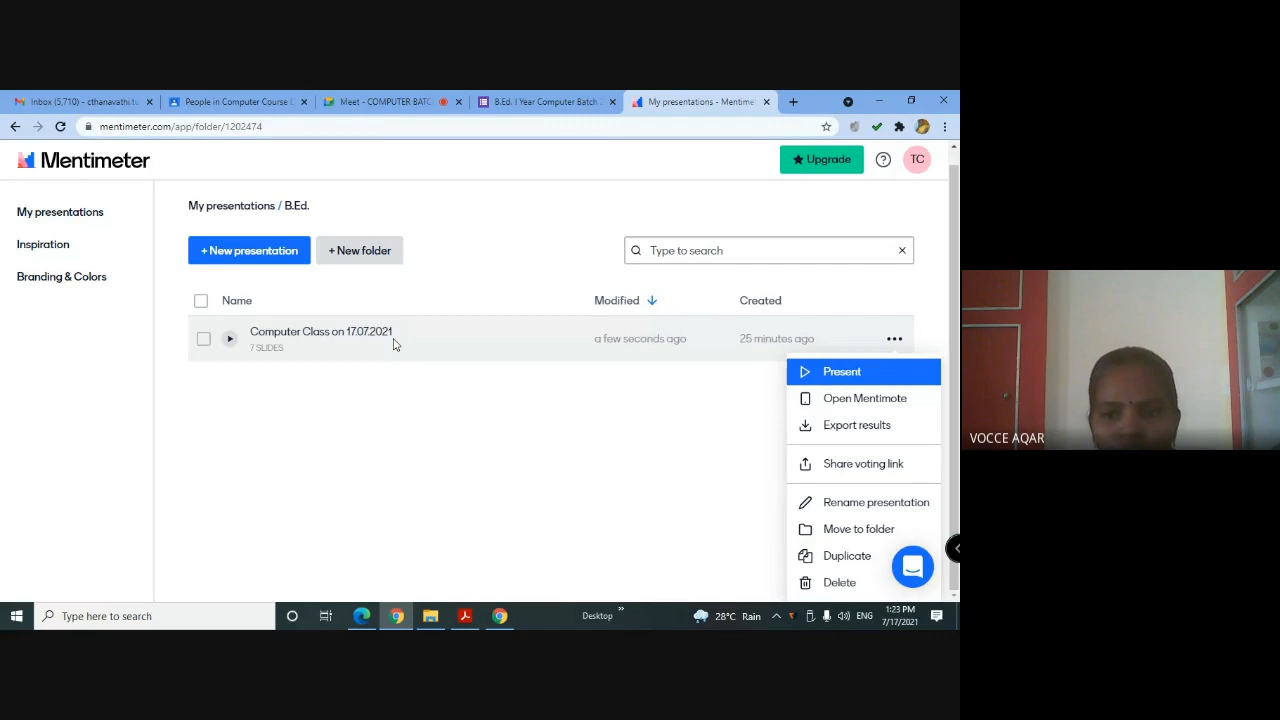 Inbox (5,710) - cthanavathi.tu
People in Computer Course (
Meet - COMPUTER BATC
B.Ed. I Year Computer Batch 2
My presentations - Mentime
mentimeter.com/app/folder/1202474
Mentimeter
Upgrade
TC
My presentations
Inspiration
Branding & Colors
My presentations / B.Ed.
+ New presentation
+ New folder
Type to search
Name
Modified
Created
Computer Class on 17.07.2021
7 SLIDES
a few seconds ago
25 minutes ago
Present
Open Mentimote
Export results
Share voting link
Rename presentation
Move to folder
Duplicate
Delete
VOCCE AQAR
Type here to search
Desktop
28°C Rain
ENG
1:23 PM
7/17/2021